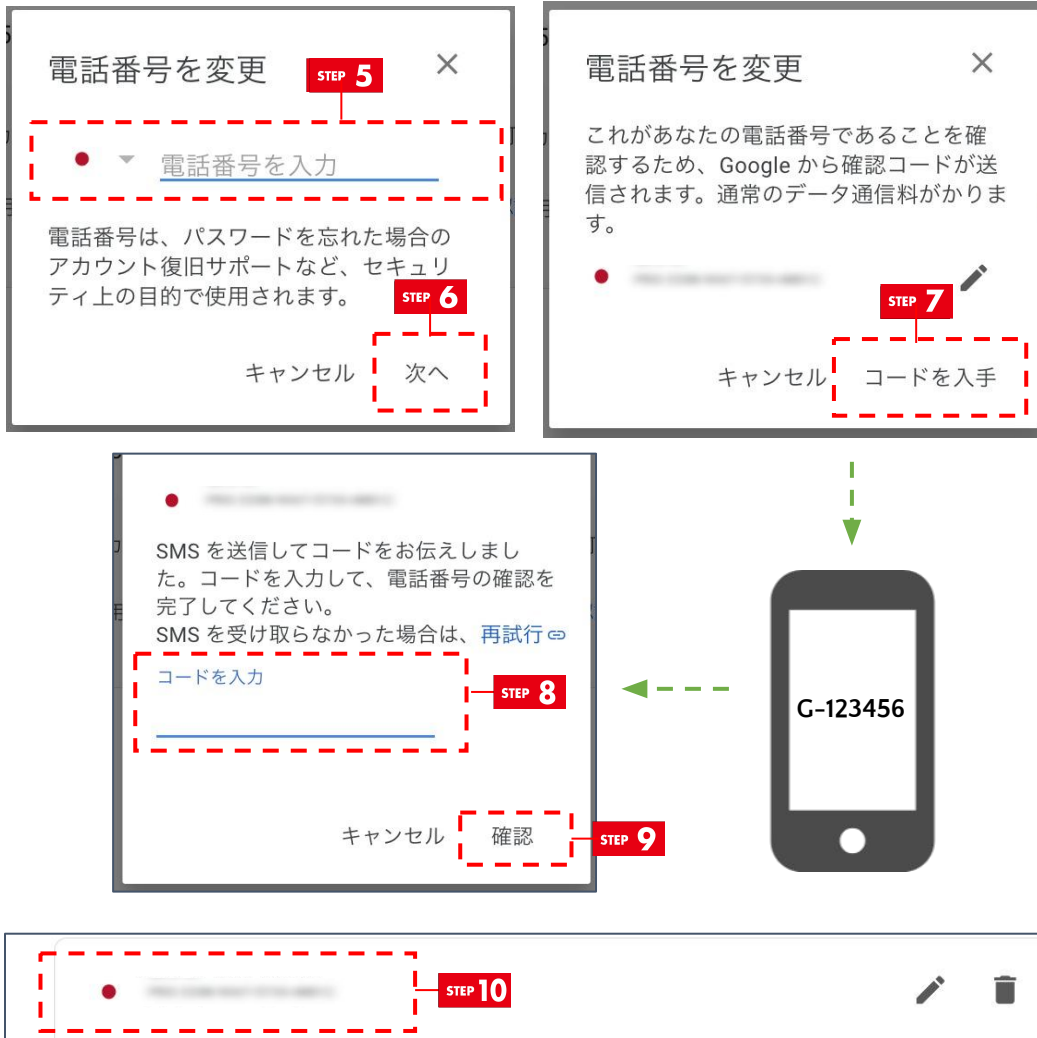 電話番号を変更
STEP 5
電話番号を入力
電話番号は、パスワードを忘れた場合の
アカウント復旧サポートなど、セキュリ
ティ上の目的で使用されます。
STEP 6
キャンセル
次へ
電話番号を変更
これがあなたの電話番号であることを確
認するため、Google から確認コードが送
信されます。通常のデータ通信料がかりま
す。
STEP 7
キャンセル
コードを入手
SMS を送信してコードをお伝えしまし
た。コードを入力して、電話番号の確認を
完了してください。
SMS を受け取らなかった場合は、再試行
コードを入力
STEP 8
キャンセル
確認
STEP 9
G-123456
STEP 10